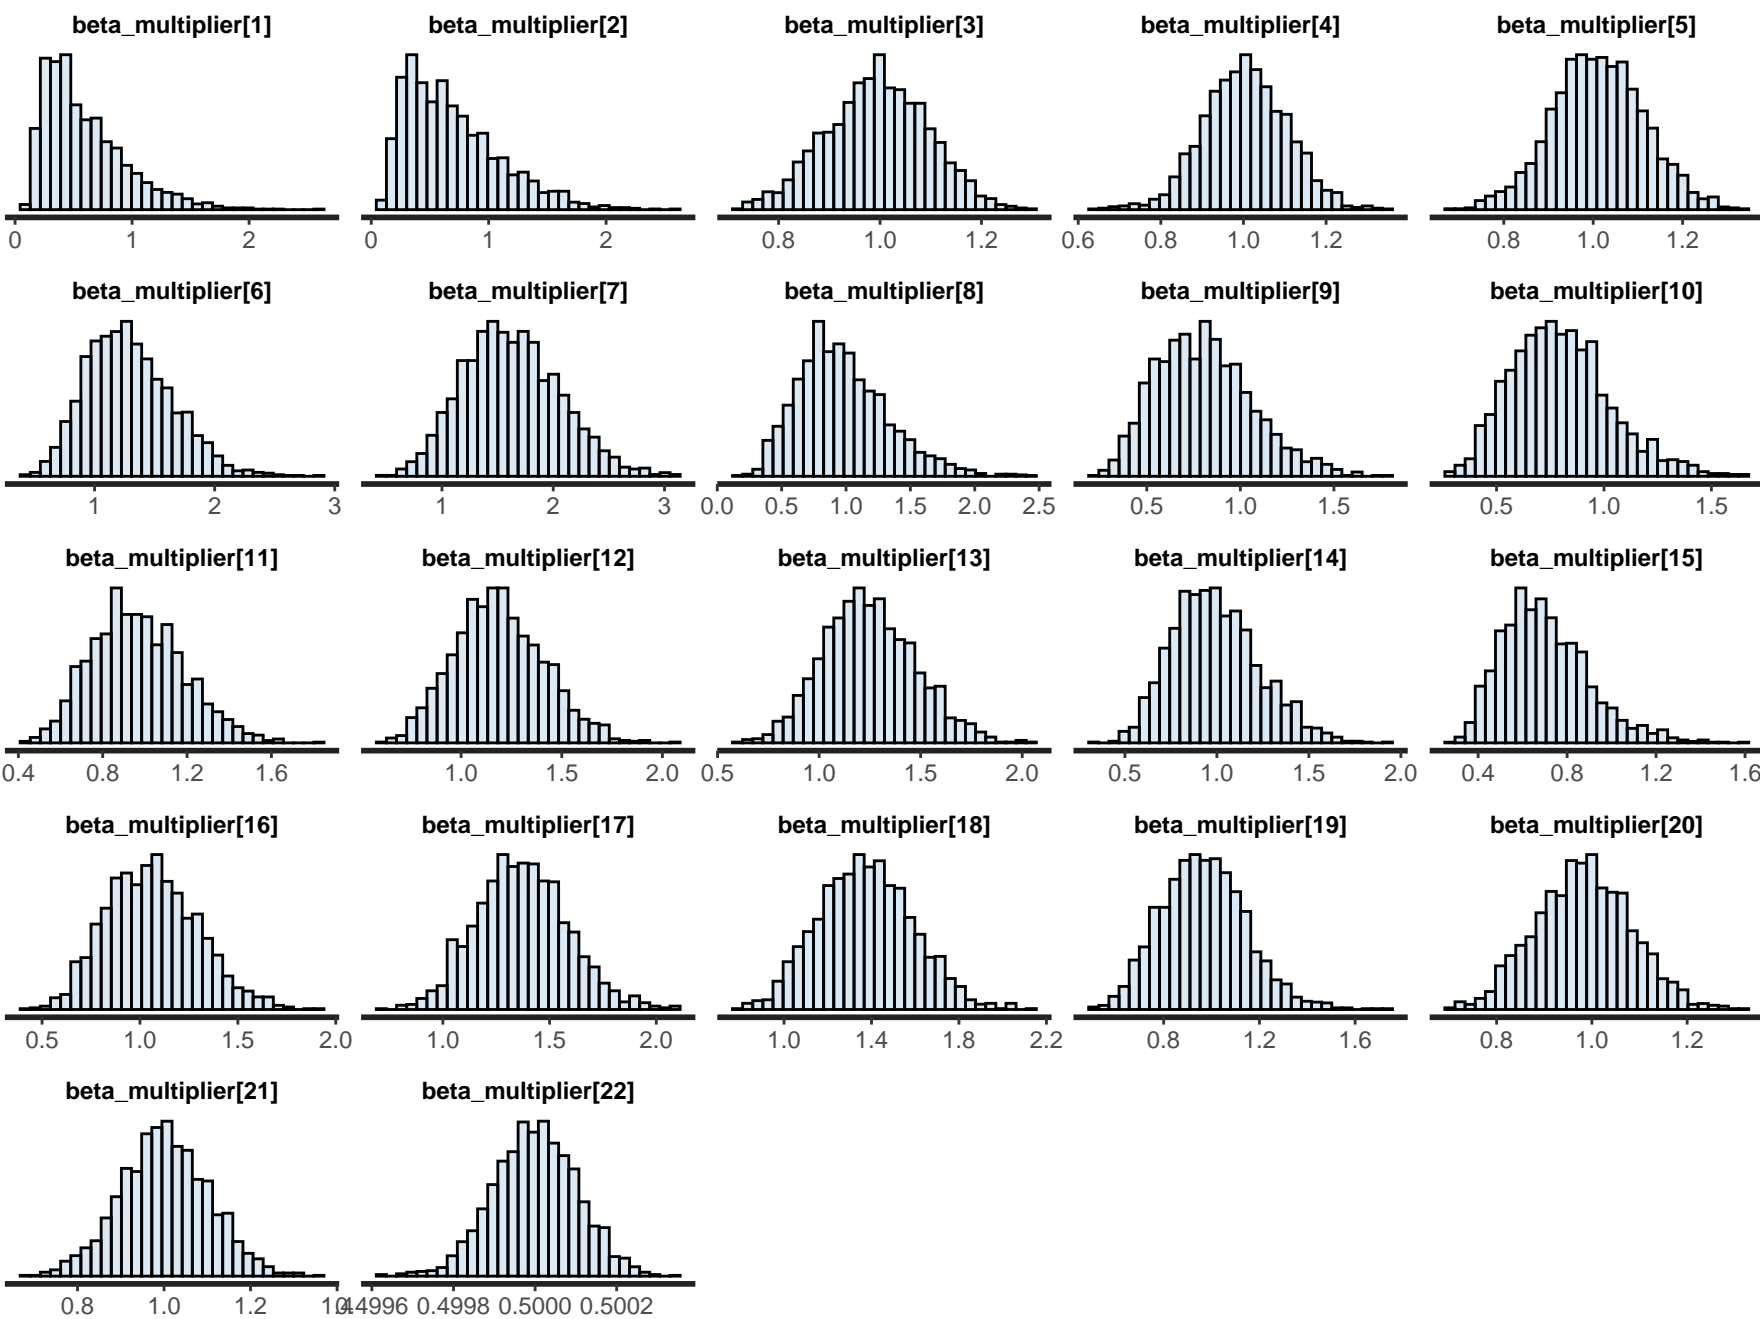 beta_multiplier[1] beta_multiplier[2] beta_multiplier[3] beta_multiplier[4] beta_multiplier[5]
0 1 2 0 1 2 0.8 1.0 1.2 0.6 0.8 1.0 1.2 0.8 1.0 1.2
beta_multiplier[6] beta_multiplier[7] beta_multiplier[8] beta_multiplier[9] beta_multiplier[10]
1 2 3 1 2 3 0.0 0.5 1.0 1.5 2.0 2.5 0.5 1.0 1.5 0.5 1.0 1.5
beta_multiplier[11] beta_multiplier[12] beta_multiplier[13] beta_multiplier[14] beta_multiplier[15]
0.4 0.8 1.2 1.6 1.0 1.5 2.0 0.5 1.0 1.5 2.0 0.5 1.0 1.5 2.0 0.4 0.8 1.2 1.6
beta_multiplier[16] beta_multiplier[17] beta_multiplier[18] beta_multiplier[19] beta_multiplier[20]
0.5 1.0 1.5 2.0 1.0 1.5 2.0 1.0 1.4 1.8 2.2 0.8 1.2 1.6 0.8 1.0 1.2
beta_multiplier[21] beta_multiplier[22]
0.8 1.0 1.2 1.4 0.4996 0.4998 0.5000 0.5002